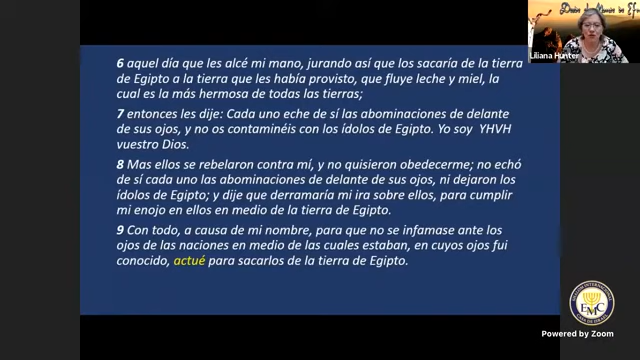 6 aquel día que les alcé mi mano, jurando así que los sacaría de la tierra
de Egipto a la tierra que les había provisto, que fluye leche y miel, la
cual es la más hermosa de todas las tierras;
7 entonces les dije: Cada uno eche de sí las abominaciones de delante
de sus ojos, y no os contaminéis con los ídolos de Egipto. Yo soy YHVH
vuestro Dios.
8 Mas ellos se rebelaron contra mí, y no quisieron obedecerme; no echó
de sí cada uno las abominaciones de delante de sus ojos, ni dejaron los
ídolos de Egipto; y dije que derramaría mi ira sobre ellos, para cumplir
mi enojo en ellos en medio de la tierra de Egipto.
9 Con todo, a causa de mi nombre, para que no se infamase ante los
ojos de las naciones en medio de las cuales estaban, en cuyos ojos fui
conocido, actué para sacarlos de la tierra de Egipto.
Liliana Hunter
EMC
Powered by Zoom